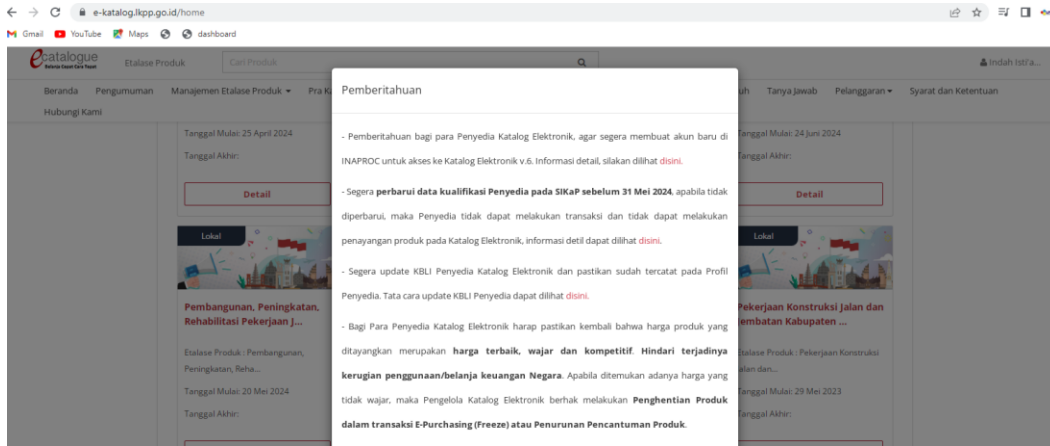 e-katalog.lkpp.go.id/home
Gmail YouTube Maps dashboard
ecatalogue
Etalase Produk
Cari Produk
Indah Isti'a...
Beranda Pengumuman Manajemen Etalase Produk Pra K
uh Tanya Jawab Pelanggaran Syarat dan Ketentuan
Hubungi Kami
Tanggal Mulai: 25 April 2024
Tanggal Akhir:
Detail
Lokal
Pembangunan, Peningkatan,
Rehabilitasi Pekerjaan J...
Etalase Produk : Pembangunan,
Peningkatan, Reha...
Tanggal Mulai: 20 Mei 2024
Tanggal Akhir:
Pemberitahuan
- Pemberitahuan bagi para Penyedia Katalog Elektronik, agar segera membuat akun baru di
INAPROC untuk akses ke Katalog Elektronik v.6. Informasi detail, silakan dilihat disini.
- Segera perbarui data kualifikasi Penyedia pada SIKaP sebelum 31 Mei 2024, apabila tidak
diperbarui, maka Penyedia tidak dapat melakukan transaksi dan tidak dapat melakukan
penayangan produk pada Katalog Elektronik, informasi detil dapat dilihat disini.
- Segera update KBLI Penyedia Katalog Elektronik dan pastikan sudah tercatat pada Profil
Penyedia. Tata cara update KBLI Penyedia dapat dilihat disini.
- Bagi Para Penyedia Katalog Elektronik harap pastikan kembali bahwa harga produk yang
ditayangkan merupakan harga terbaik, wajar dan kompetitif. Hindari terjadinya
kerugian penggunaan/belanja keuangan Negara. Apabila ditemukan adanya harga yang
tidak wajar, maka Pengelola Katalog Elektronik berhak melakukan Penghentian Produk
dalam transaksi E-Purchasing (Freeze) atau Penurunan Pencantuman Produk.
Tanggal Mulai: 24 Juni 2024
Tanggal Akhir:
Detail
Lokal
Pekerjaan Konstruksi Jalan dan
Jembatan Kabupaten ...
Etalase Produk : Pekerjaan Konstruksi
Jalan dan...
Tanggal Mulai: 29 Mei 2023
Tanggal Akhir: